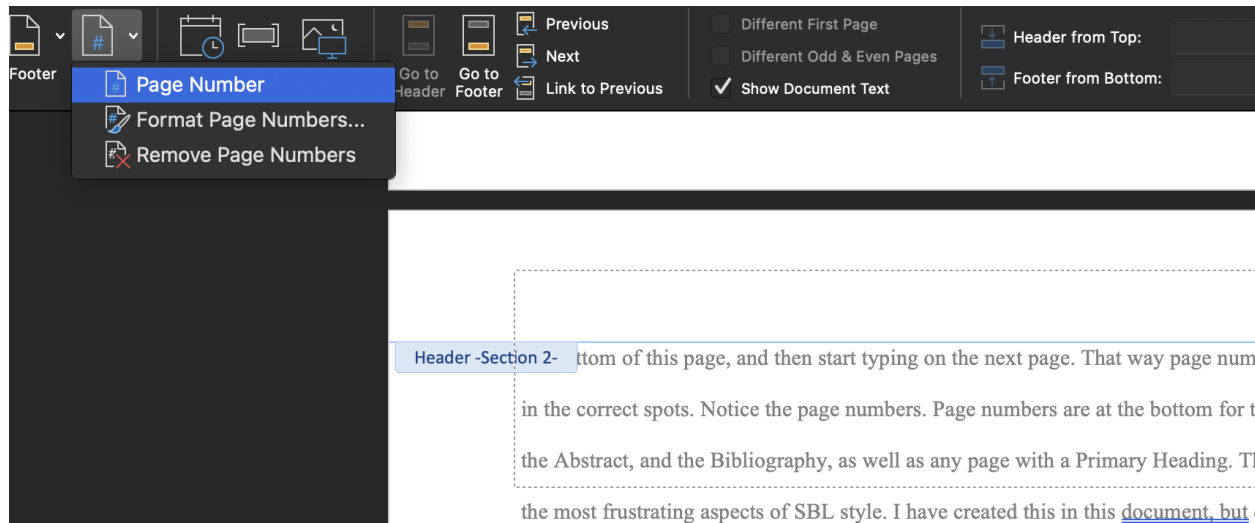 Footer
#
Go to Header
Go to Footer
Previous
Next
Link to Previous
Different First Page
Different Odd & Even Pages
Show Document Text
Header from Top:
Footer from Bottom:
# Page Number
# Format Page Numbers...
# Remove Page Numbers
Header -Section 2-
ttom of this page, and then start typing on the next page. That way page num
in the correct spots. Notice the page numbers. Page numbers are at the bottom for t
the Abstract, and the Bibliography, as well as any page with a Primary Heading. Th
the most frustrating aspects of SBL style. I have created this in this document, but